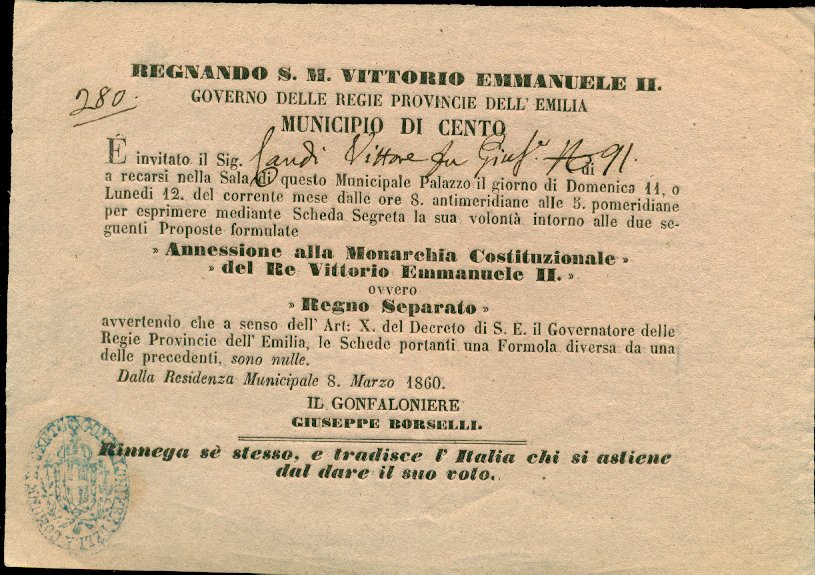 REGNANDO S. M. VITTORIO EMMANUELE II.
280.
GOVERNO DELLE REGIE PROVINCIE DELL' EMILIA
MUNICIPIO DI CENTO
É invitato il Sig. Vittore fu Giuse. di 91.
a recarsi nella Sala di questo Municipale Palazzo il giorno di Domenica 11, o
Lunedì 12. del corrente mese dalle ore 8. antimeridiane alle 5. pomeridiane
per esprimere mediante Scheda Segreta la sua volontà intorno alle due se-
guenti Proposte formulate
» Annessione alla Monarchia Costituzionale »
» del Re Vittorio Emmanuele II. »
ovvero
» Regno Separato »
avvertendo che a senso dell' Art: X. del Decreto di S. E. il Governatore delle
Regie Provincie dell' Emilia, le Schede portanti una Formola diversa da una
delle precedenti, sono nulle.
Dalla Residenza Municipale 8. Marzo 1860.
IL GONFALONIERE
GIUSEPPE BORSELLI.
Rinnega sè stesso, e tradisce l' Italia chi si astiene
dal dare il suo voto.